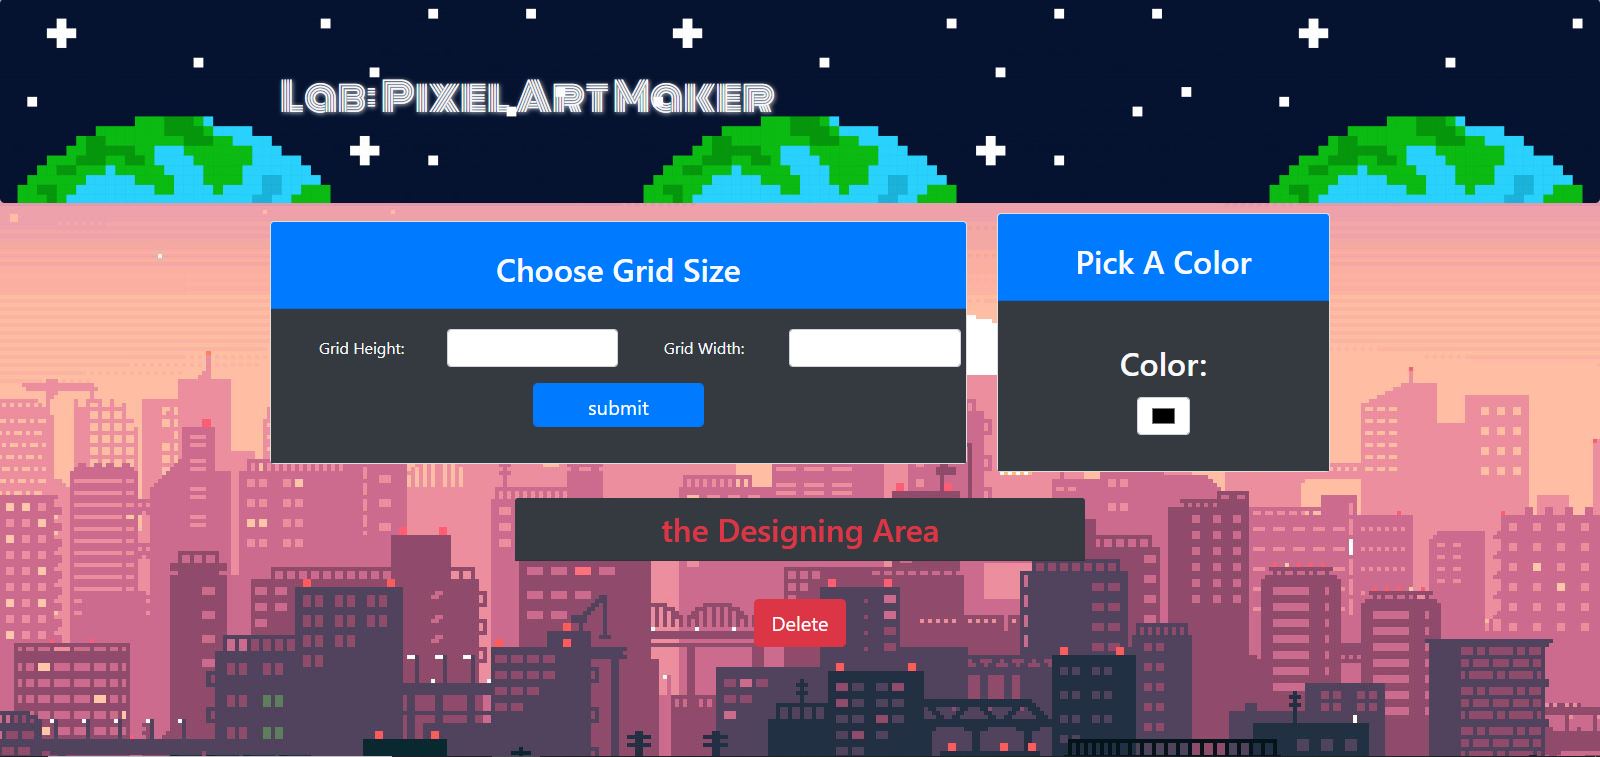 Lab: Pixel Art Maker
Choose Grid Size
Pick A Color
Grid Height:
Grid Width:
submit
Color:
the Designing Area
Delete